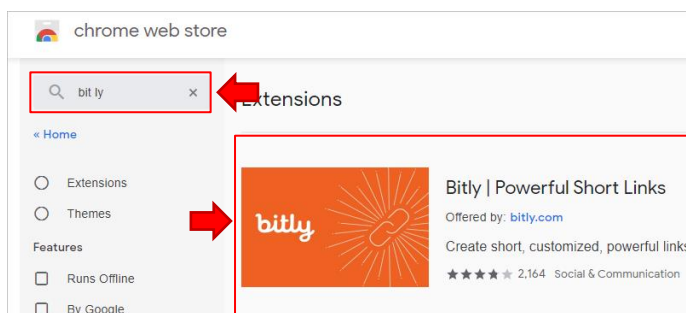 chrome web store
bit ly ×
« Home
Extensions
Themes
Features
Runs Offline
By Google
Extensions
bitly
Bitly | Powerful Short Links
Offered by: bitly.com
Create short, customized, powerful links
2,164 Social & Communication